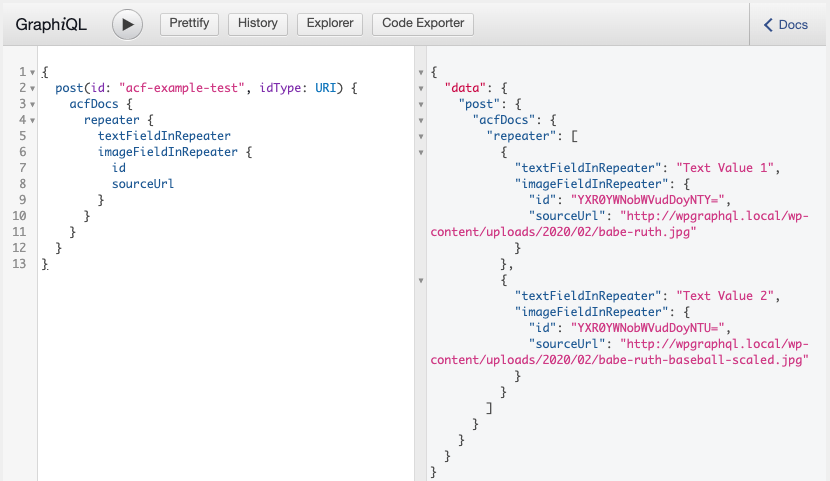 GraphiQL Prettify History Explorer Code Exporter Docs
1 {
2 post(id: "acf-example-test", idType: URI) {
3 acfDocs {
4 repeater {
5 textFieldInRepeater
6 imageFieldInRepeater {
7 id
8 sourceUrl
9 }
10 }
11 }
12 }
13 }
{
"data": {
"post": {
"acfDocs": {
"repeater": [
{
"textFieldInRepeater": "Text Value 1",
"imageFieldInRepeater": {
"id": "YXR0YWNobWVudDoyNTY=",
"sourceUrl": "http://wpgraphql.local/wp-
content/uploads/2020/02/babe-ruth.jpg"
}
},
{
"textFieldInRepeater": "Text Value 2",
"imageFieldInRepeater": {
"id": "YXR0YWNobWVudDoyNTU=",
"sourceUrl": "http://wpgraphql.local/wp-
content/uploads/2020/02/babe-ruth-baseball-scaled.jpg"
}
}
]
}
}
}
}